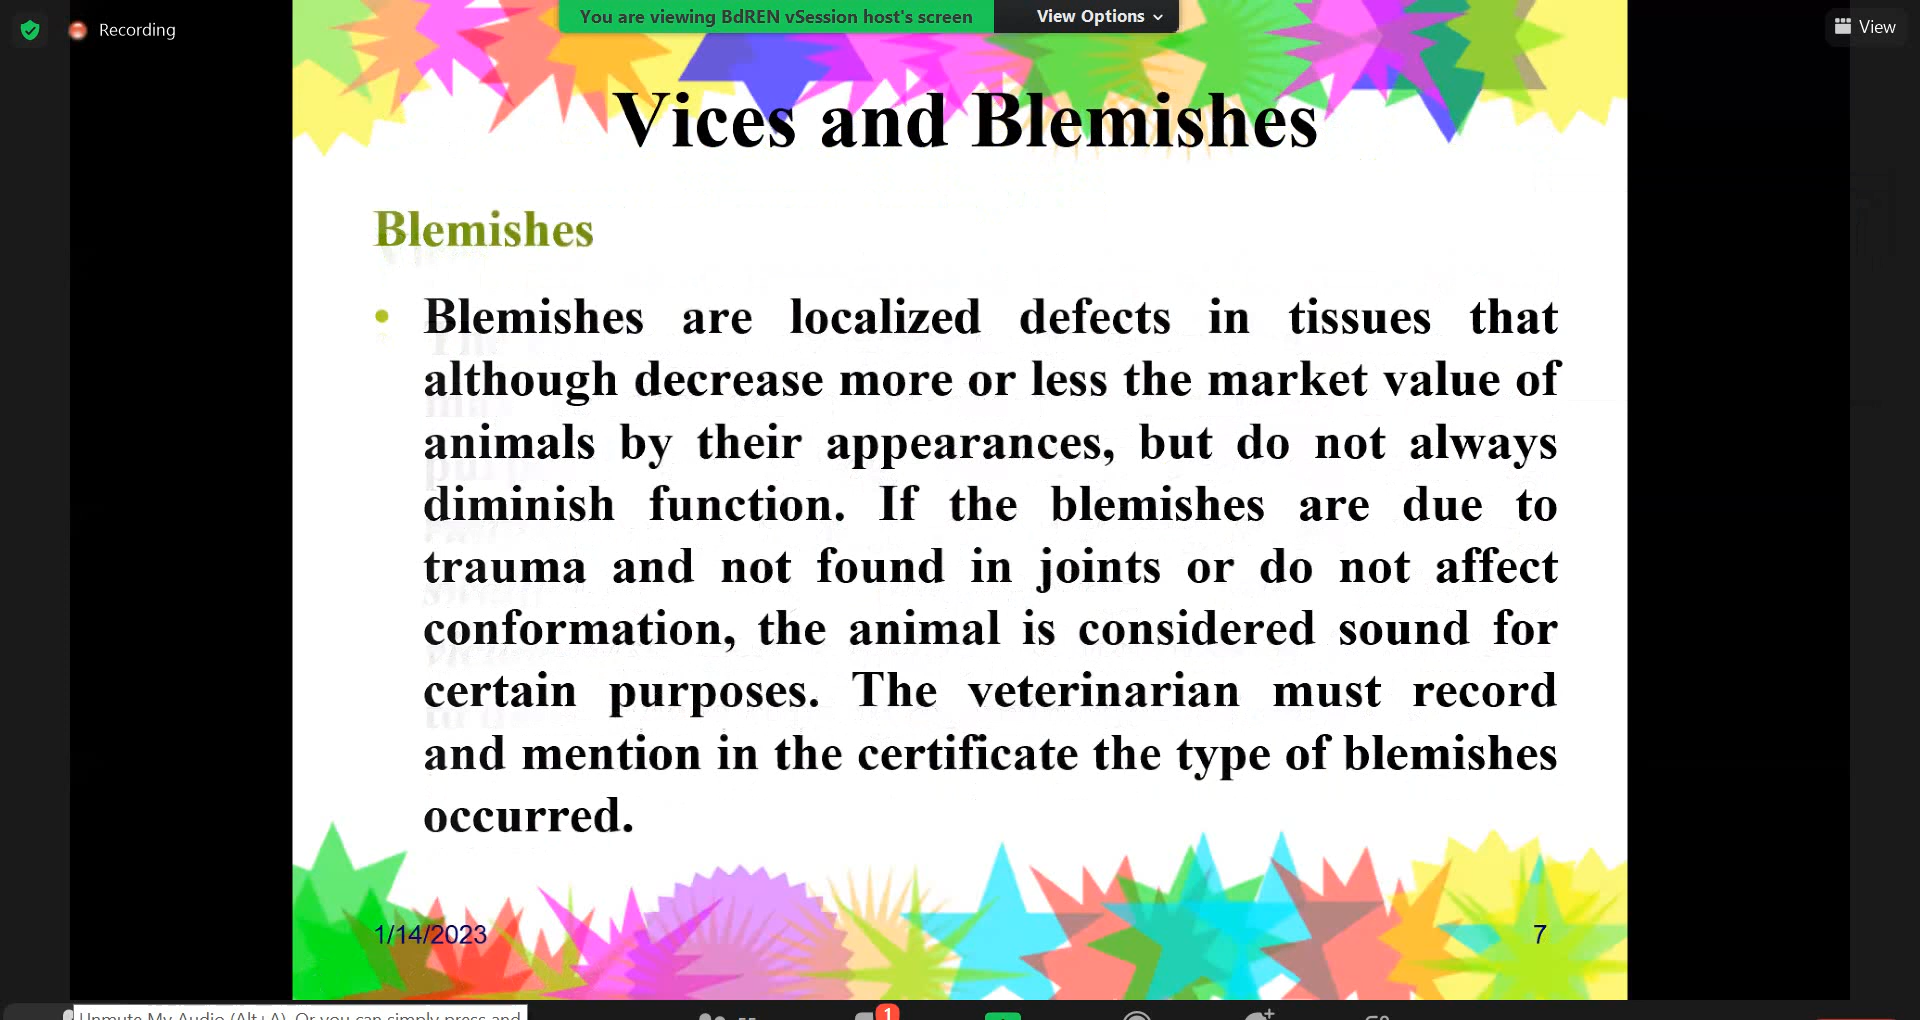 You are viewing BdREN vSession host's screen
View Options
Recording
View
Vices and Blemishes
Blemishes
• Blemishes are localized defects in tissues that
although decrease more or less the market value of
animals by their appearances, but do not always
diminish function. If the blemishes are due to
trauma and not found in joints or do not affect
conformation, the animal is considered sound for
certain purposes. The veterinarian must record
and mention in the certificate the type of blemishes
occurred.
1/14/2023
7
Unmute My Audio (Alt+A). Or you can simply press and
1